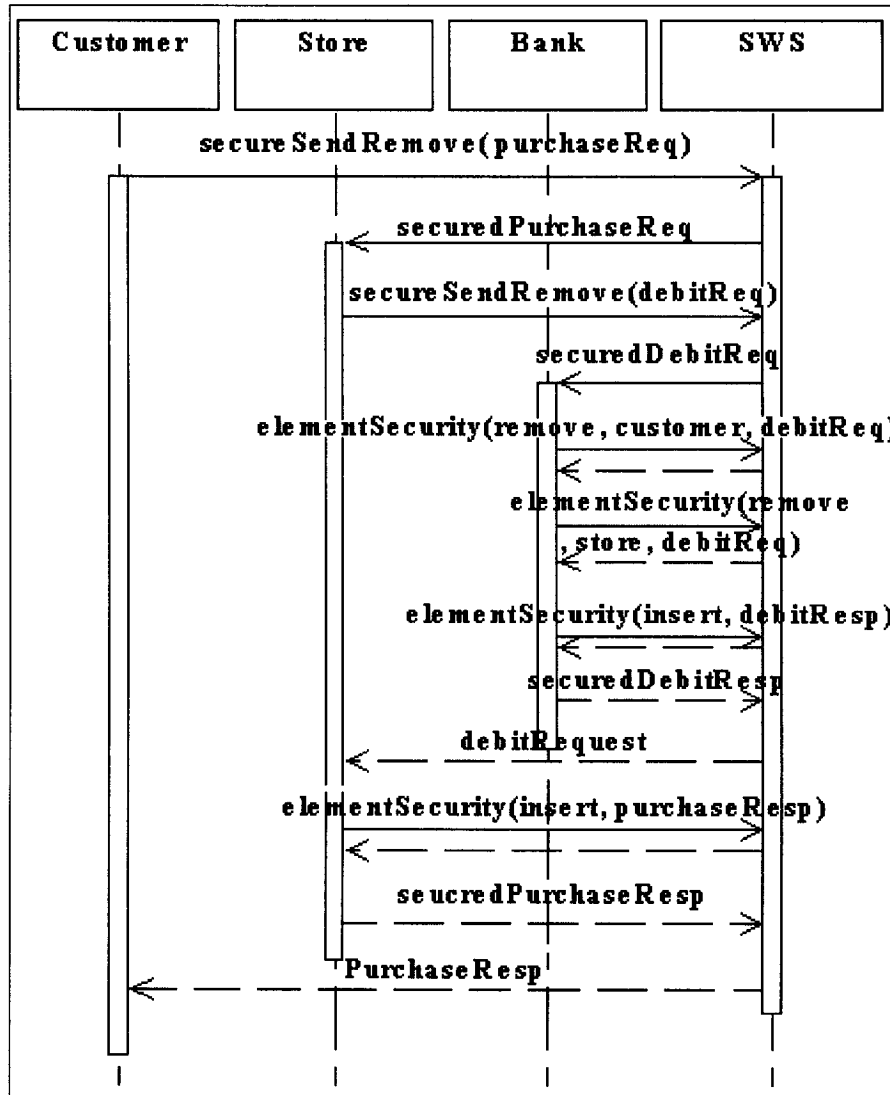 Customer
Store
Bank
SWS
secureSendRemove(purchaseReq)
securedPurchaseReq
secureSendRemove(debitReq)
securedDebitReq
elementSecurity(remove, customer, debitReq)
elementSecurity(remove
, store, debitReq)
elementSecurity(insert, debitResp)
securedDebitResp
debitRequest
elementSecurity(insert, purchaseResp)
seucredPurchaseResp
PurchaseResp